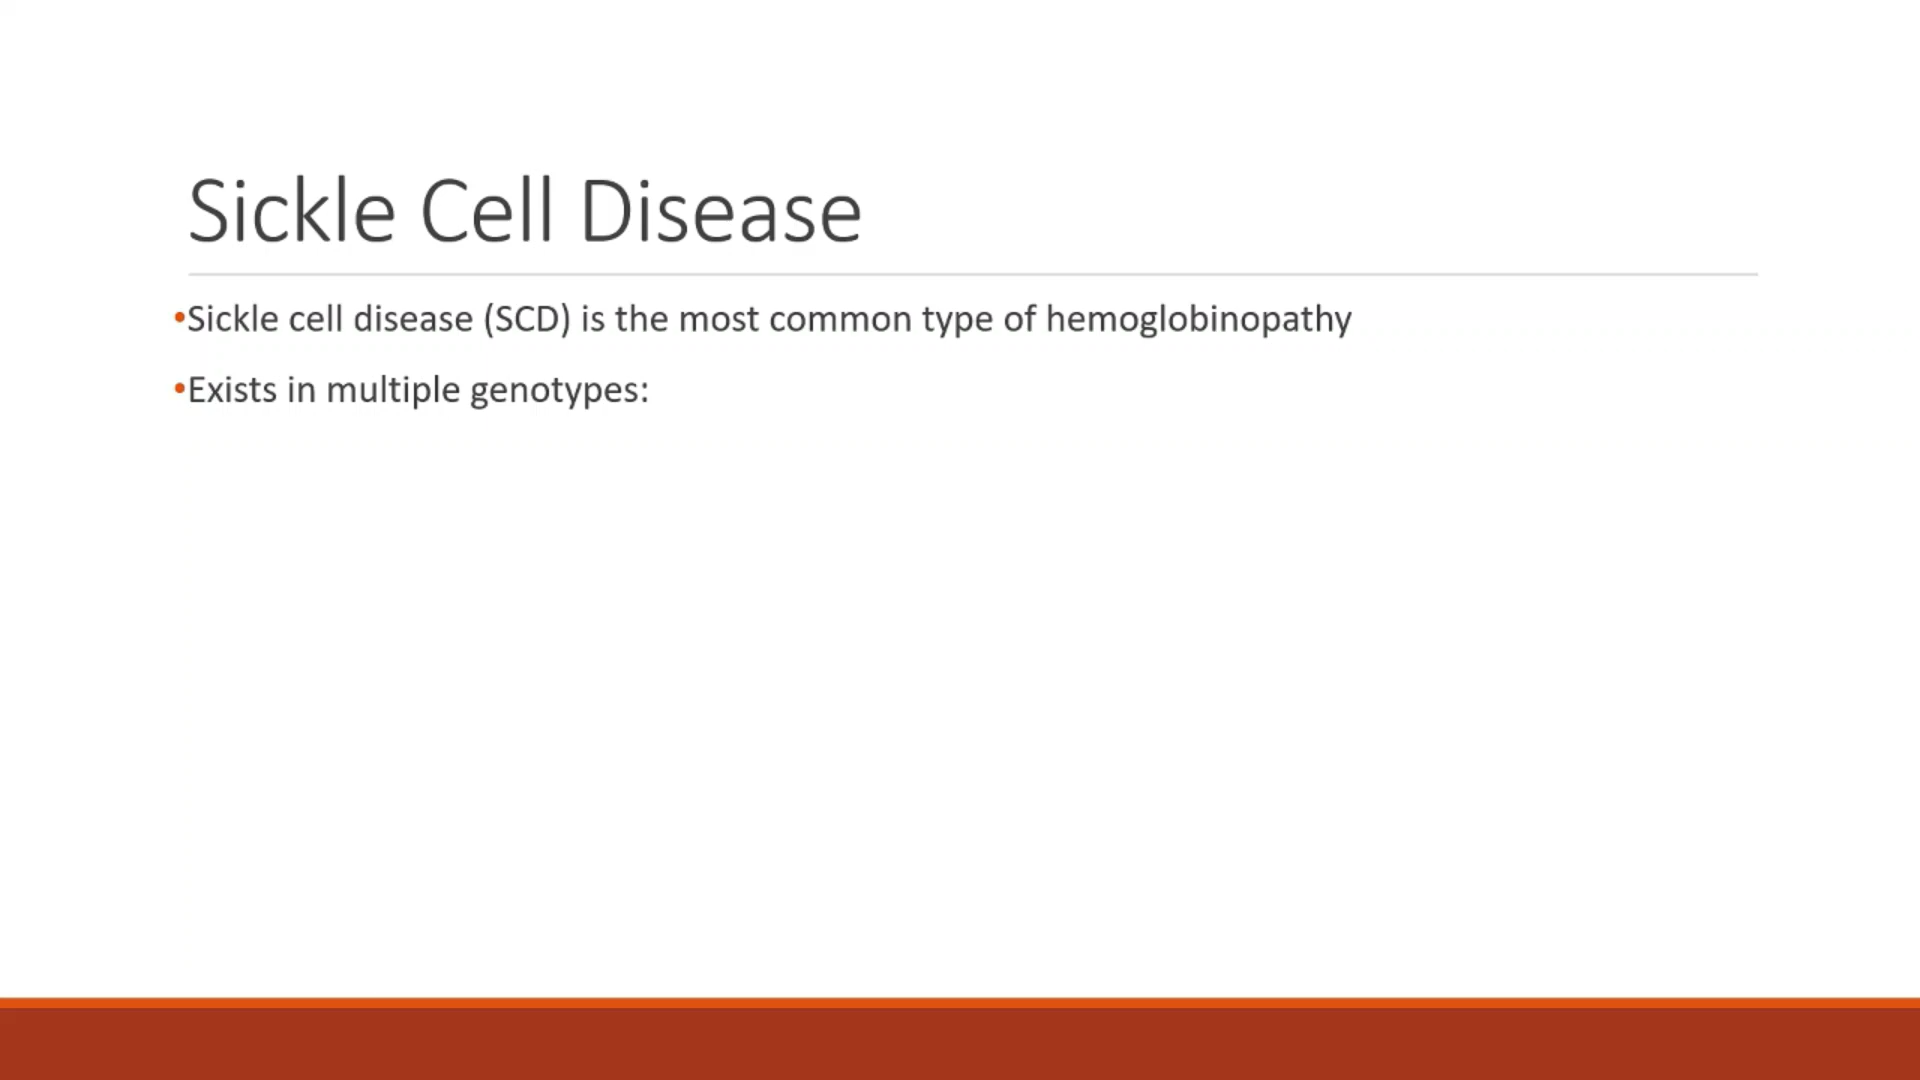 Sickle Cell Disease
•Sickle cell disease (SCD) is the most common type of hemoglobinopathy
•Exists in multiple genotypes: